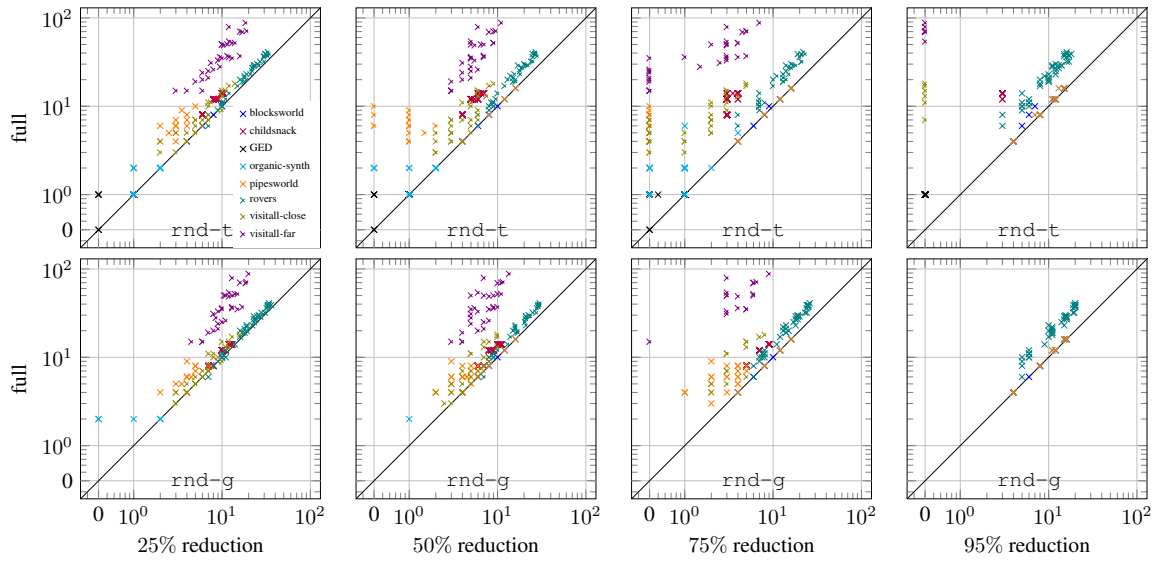 10²
10¹
10⁰
0
full
rnd-t
blocksworld
childsnack
GED
organic-synth
pipesworld
rovers
visitall-close
visitall-far
rnd-t
rnd-t
rnd-t
10²
10¹
10⁰
0
full
rnd-g
rnd-g
rnd-g
rnd-g
0 10⁰ 10¹ 10²
0 10⁰ 10¹ 10²
0 10⁰ 10¹ 10²
0 10⁰ 10¹ 10²
25% reduction
50% reduction
75% reduction
95% reduction